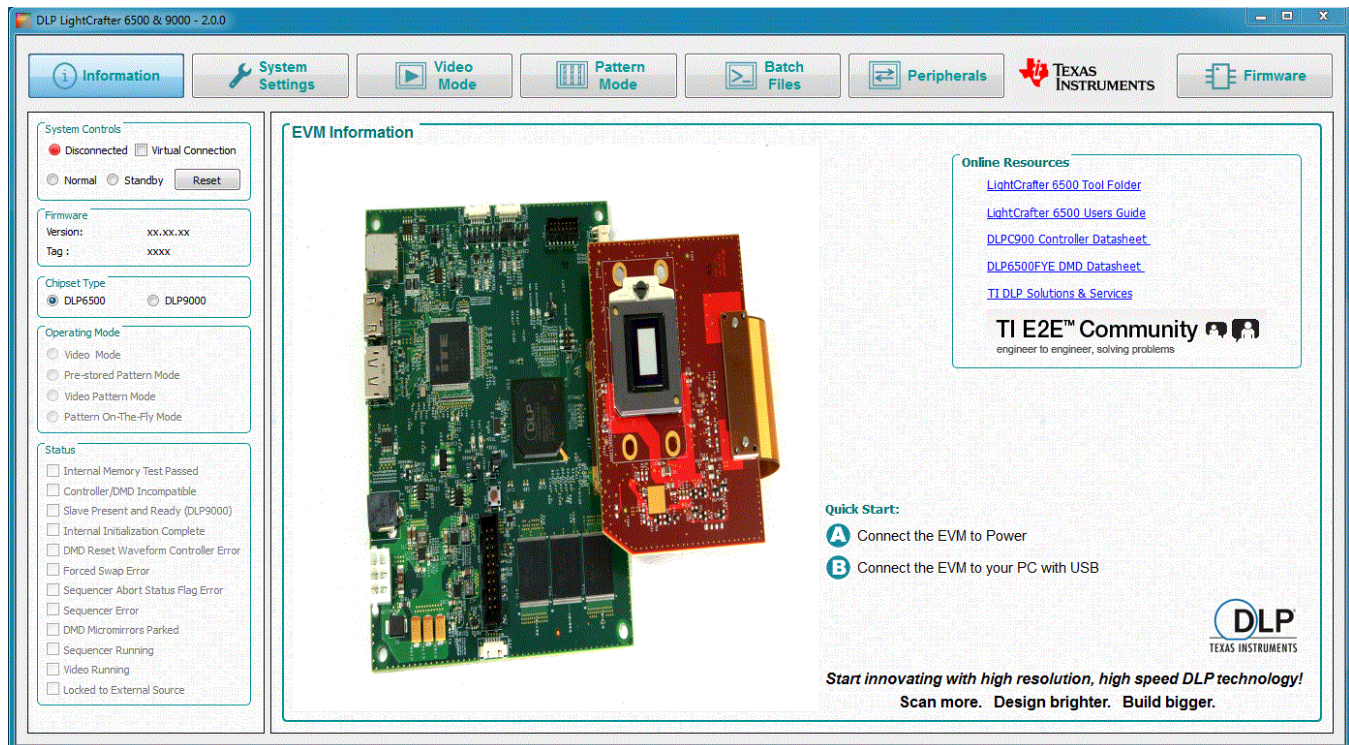 DLP LightCrafter 6500 & 9000 - 2.0.0
Information
System
Settings
Video
Mode
Pattern
Mode
Batch
Files
Peripherals
TEXAS
INSTRUMENTS
Firmware
System Controls
Disconnected Virtual Connection
Normal Standby Reset
Firmware
Version: xx.xx.xx
Tag : xxxx
Chipset Type
DLP6500 DLP9000
Operating Mode
Video Mode
Pre-stored Pattern Mode
Video Pattern Mode
Pattern On-The-Fly Mode
Status
Internal Memory Test Passed
Controller/DMD Incompatible
Slave Present and Ready (DLP9000)
Internal Initialization Complete
DMD Reset Waveform Controller Error
Forced Swap Error
Sequencer Abort Status Flag Error
Sequencer Error
DMD Micromirrors Parked
Sequencer Running
Video Running
Locked to External Source
EVM Information
DLP
Online Resources
LightCrafter 6500 Tool Folder
LightCrafter 6500 Users Guide
DLPC900 Controller Datasheet
DLP6500FYE DMD Datasheet
TI DLP Solutions & Services
TI E2E™ Community
engineer to engineer, solving problems
Quick Start:
A Connect the EVM to Power
B Connect the EVM to your PC with USB
DLP
TEXAS INSTRUMENTS
Start innovating with high resolution, high speed DLP technology!
Scan more. Design brighter. Build bigger.